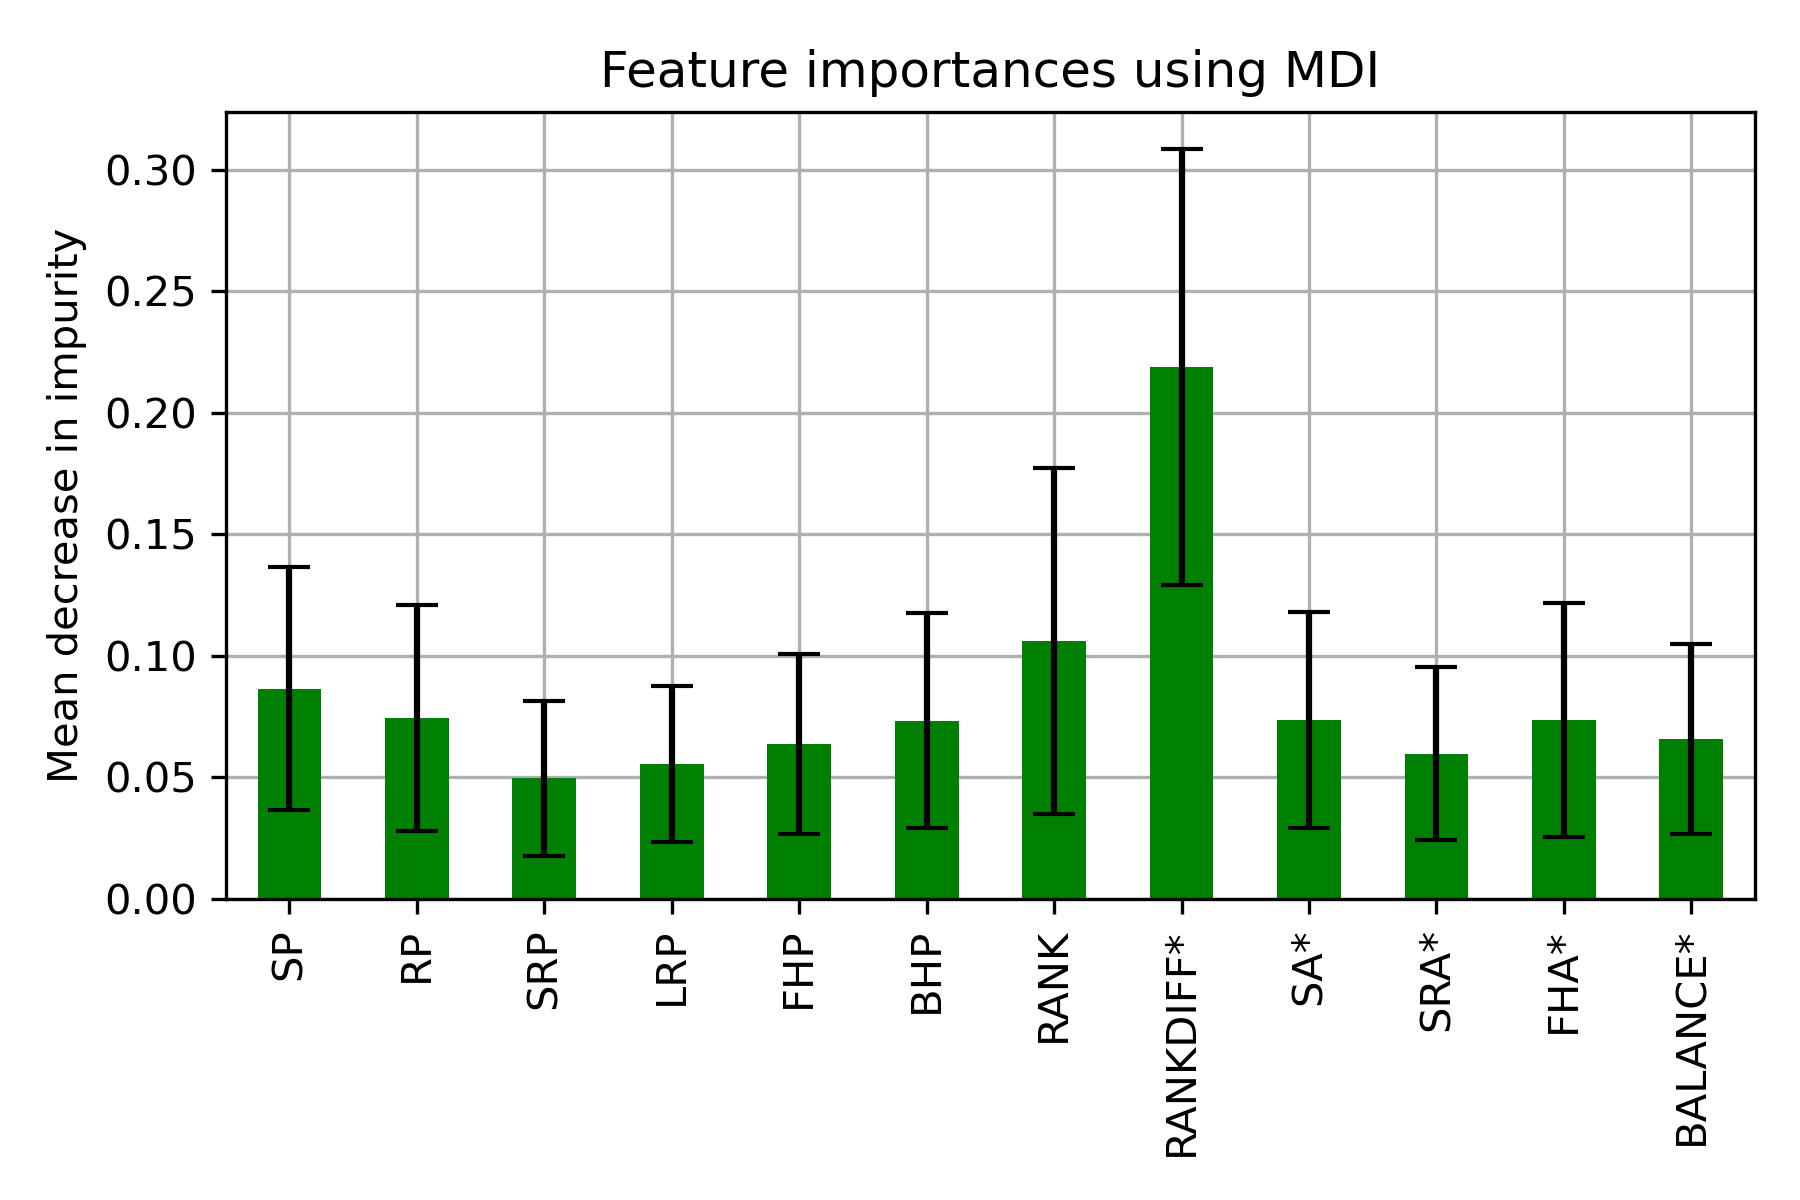 Feature importances using MDI
Mean decrease in impurity
0.30
0.25
0.20
0.15
0.10
0.05
0.00
SP
RP
SRP
LRP
FHP
BHP
RANK
RANKDIFF*
SA*
SRA*
FHA*
BALANCE*